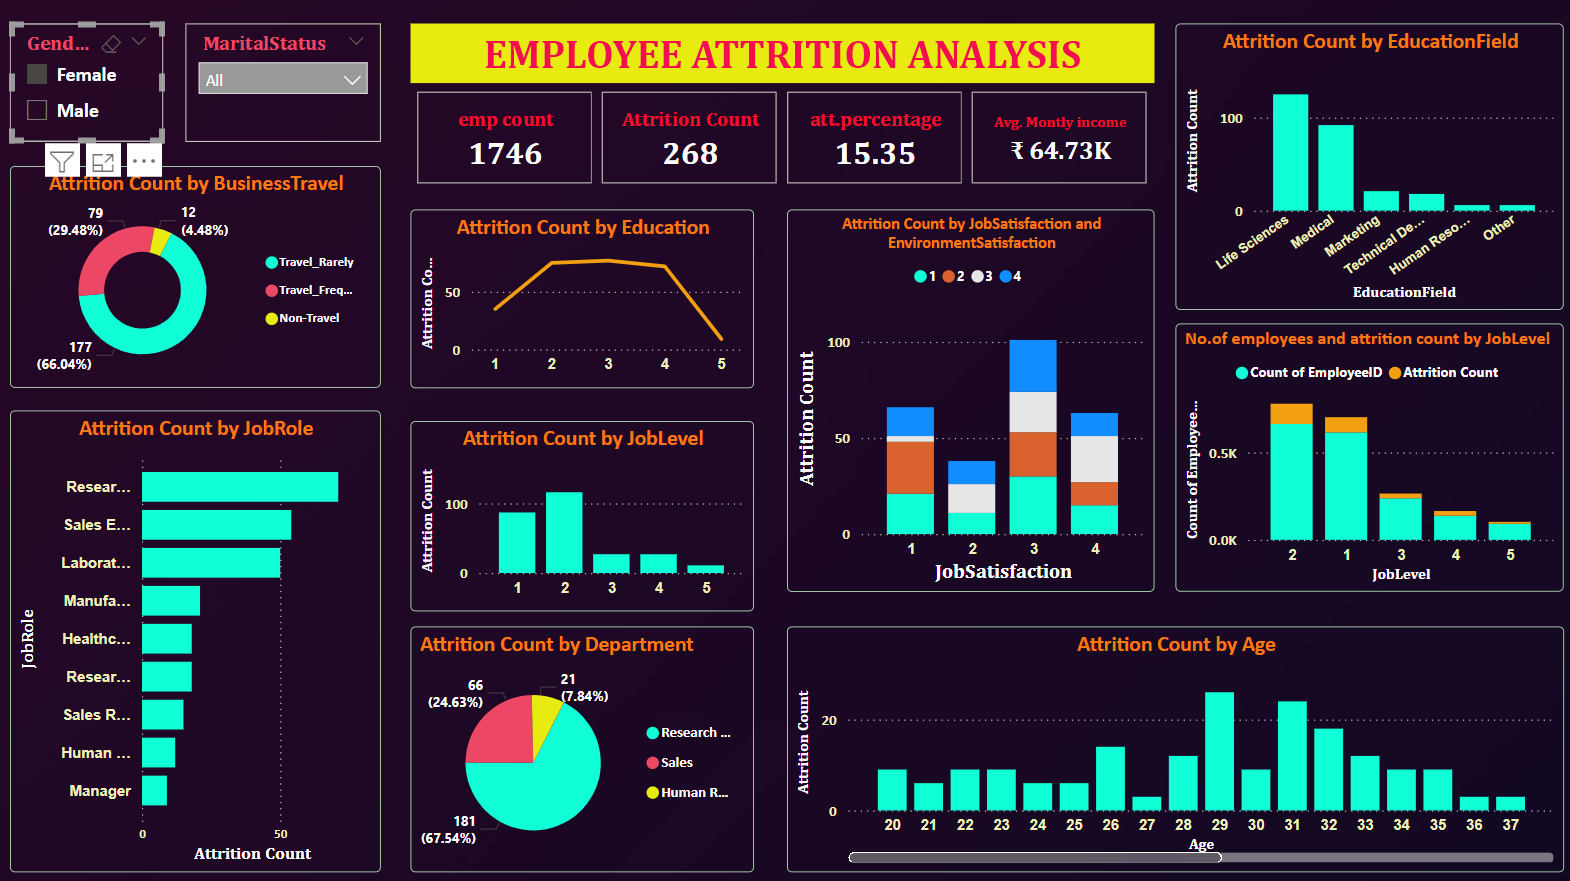 Gend...
Female
Male
MaritalStatus
All
EMPLOYEE ATTRITION ANALYSIS
emp count
1746
Attrition Count
268
att.percentage
15.35
Avg. Montly income
₹ 64.73K
Attrition Count by BusinessTravel
79
(29.48%)
12
(4.48%)
177
(66.04%)
Travel_Rarely
Travel_Freq...
Non-Travel
Attrition Count by JobRole
JobRole
Resear...
Sales E...
Laborat...
Manufa...
Healthc...
Resear...
Sales R...
Human ...
Manager
0
50
Attrition Count
Attrition Count by Education
Attrition Co...
50
0
1 2 3 4 5
Attrition Count by JobLevel
Attrition Count
100
0
1 2 3 4 5
Attrition Count by Department
66
(24.63%)
21
(7.84%)
181
(67.54%)
Research ...
Sales
Human R...
Attrition Count by JobSatisfaction and
EnvironmentSatisfaction
1 2 3 4
Attrition Count
100
50
0
1 2 3 4
JobSatisfaction
Attrition Count by EducationField
Attrition Count
100
0
Life Sciences
Medical
Marketing
Technical De...
Human Reso...
Other
EducationField
No.of employees and attrition count by JobLevel
Count of EmployeeID Attrition Count
Count of Employee...
0.5K
0.0K
2 1 3 4 5
JobLevel
Attrition Count by Age
Attrition Count
20
0
20 21 22 23 24 25 26 27 28 29 30 31 32 33 34 35 36 37
Age